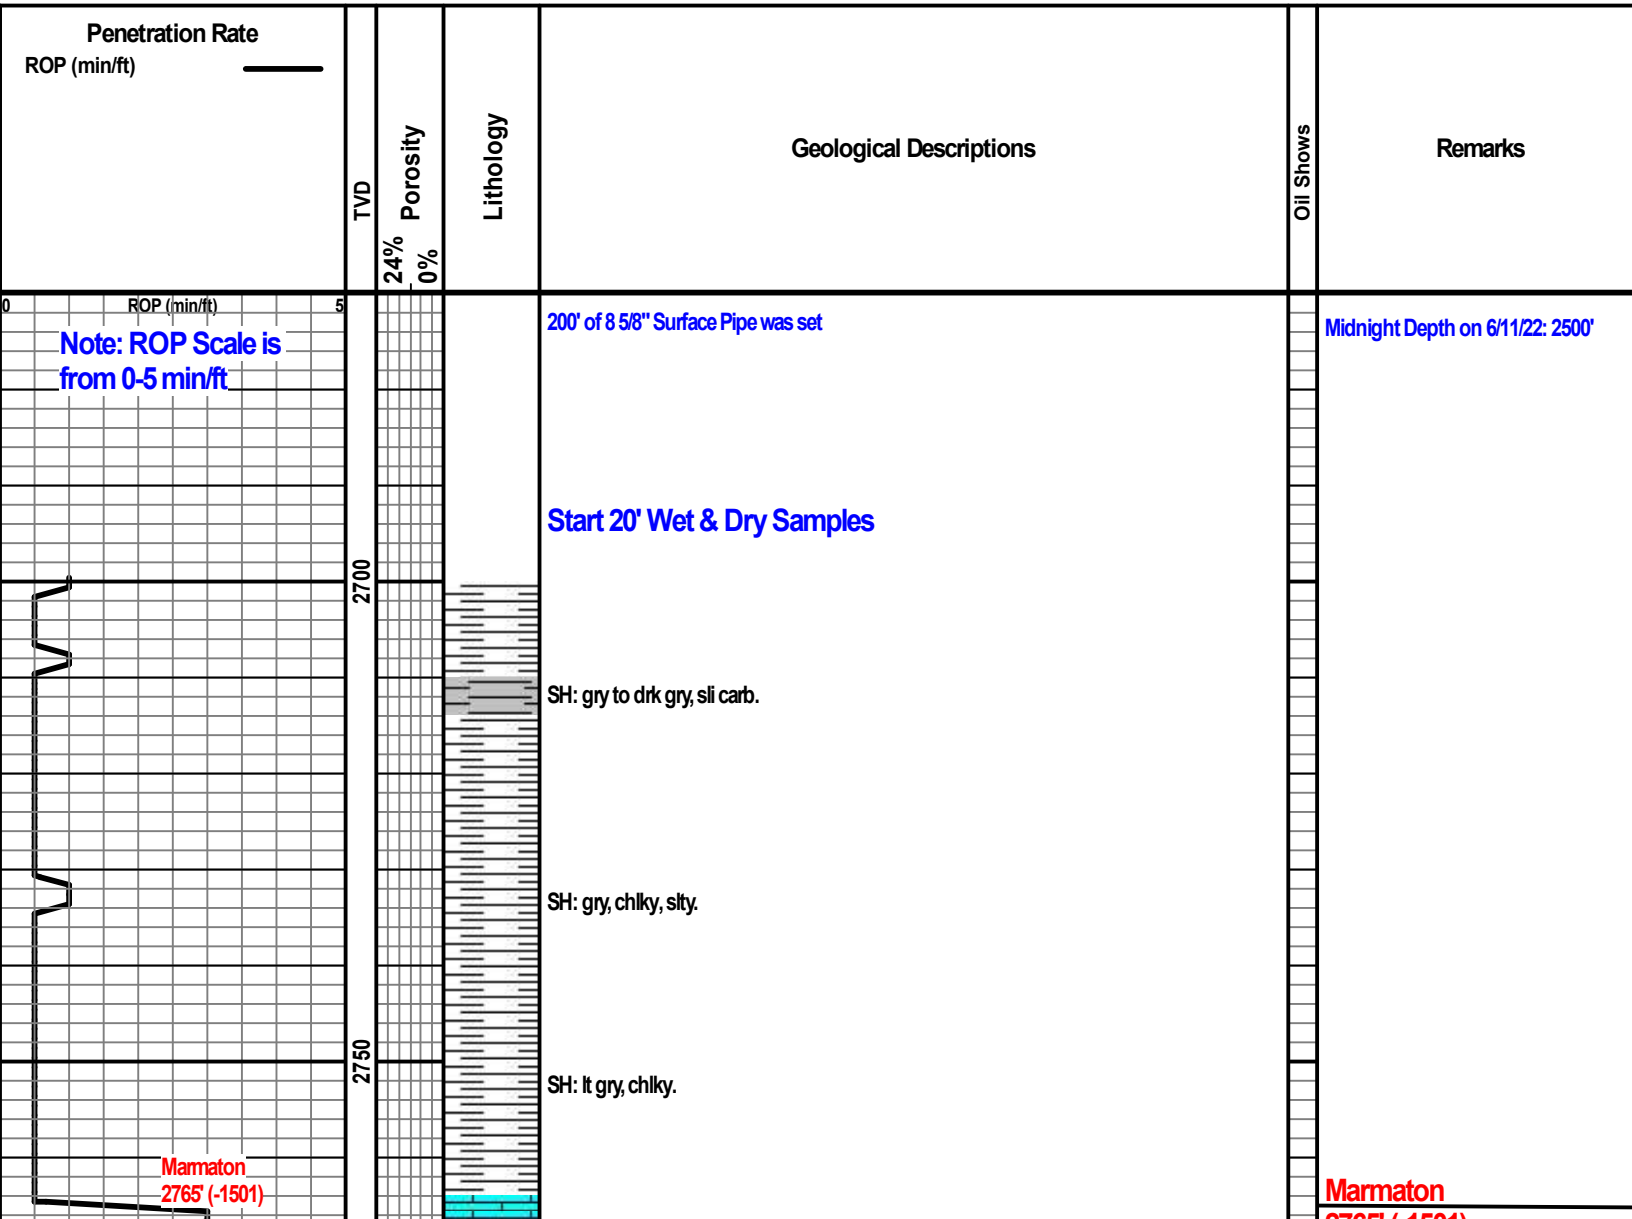 Penetration Rate
ROP (min/ft)
TVD
Porosity
24%
0%
Lithology
Geological Descriptions
Oil Shows
Remarks
0 ROP (min/ft) 5
Note: ROP Scale is
from 0-5 min/ft
200' of 8 5/8" Surface Pipe was set
Midnight Depth on 6/11/22: 2500'
Start 20' Wet & Dry Samples
2700
SH: gry to drk gry, sli carb.
SH: gry, chlky, slty.
2750
SH: lt gry, chlky.
Marmaton
2765' (-1501)
Marmaton
2765' (-1501)